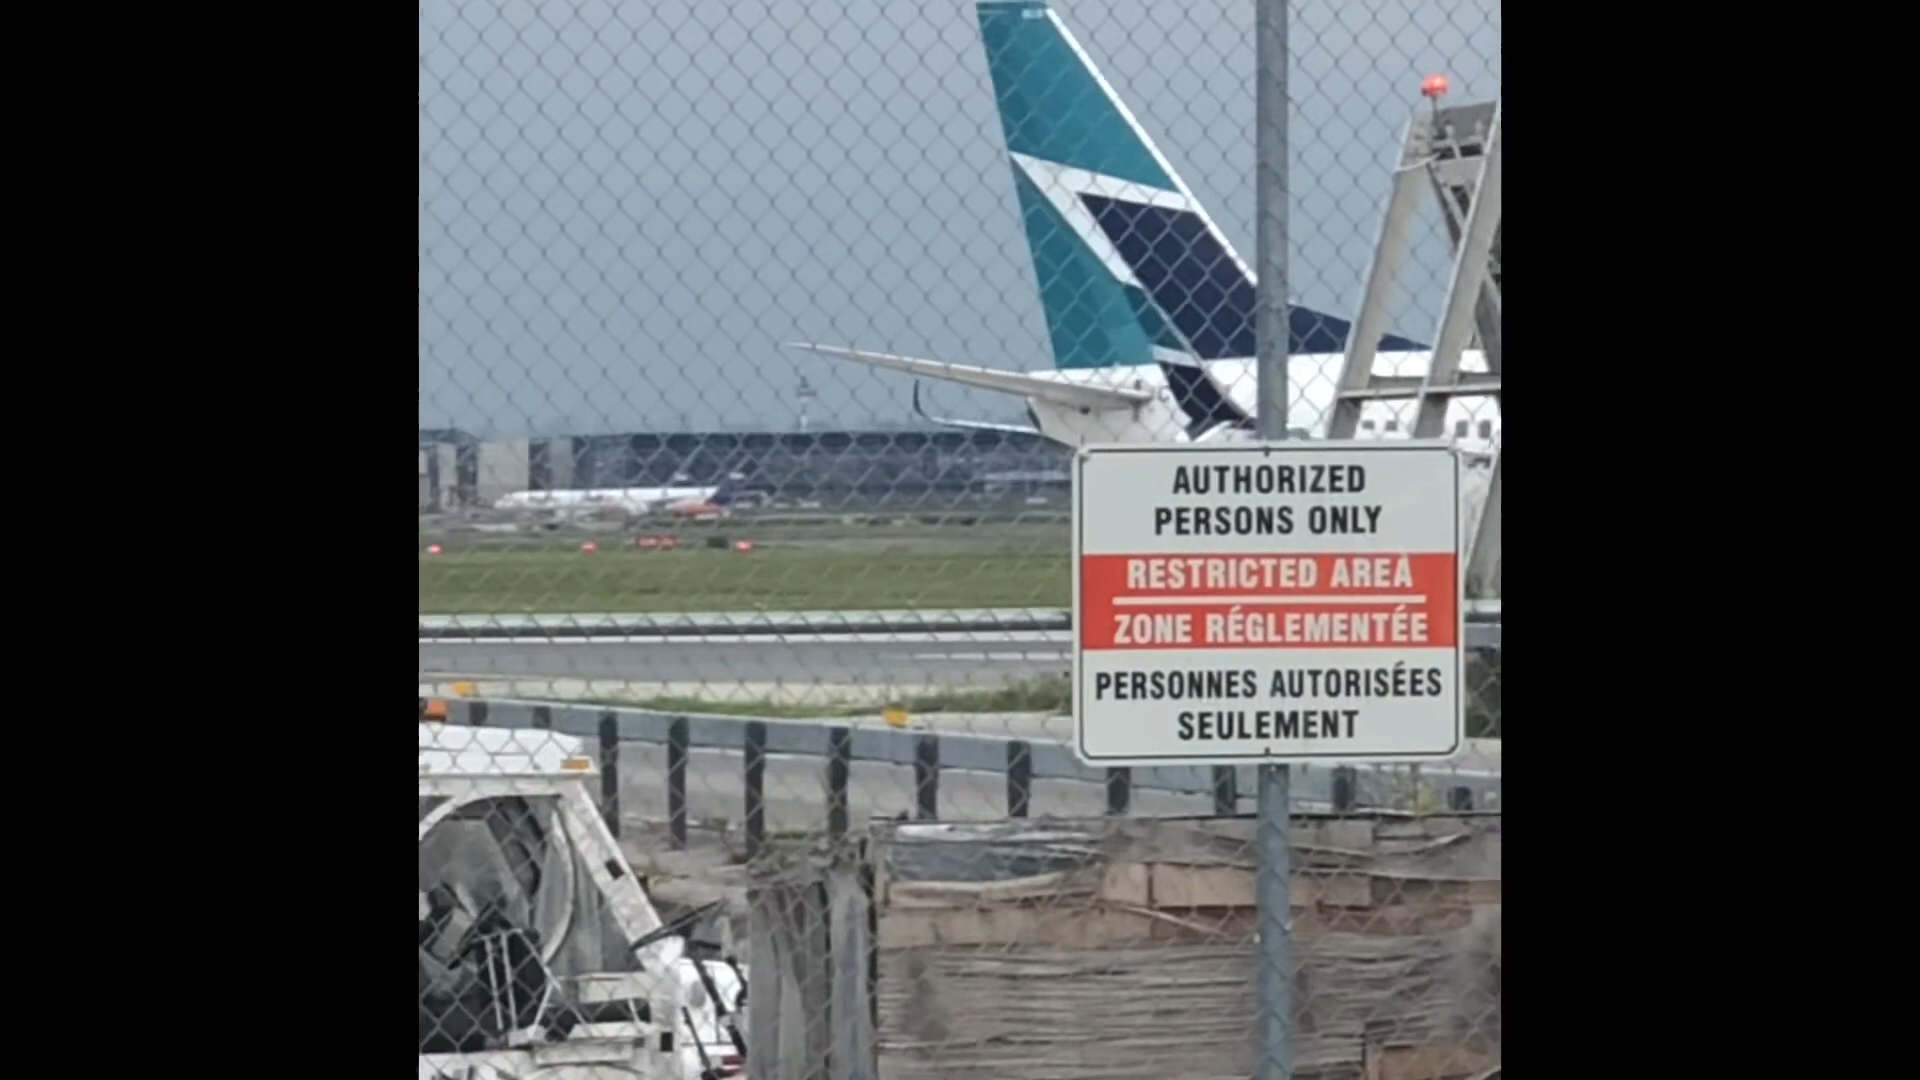 AUTHORIZED
PERSONS ONLY
RESTRICTED AREA
ZONE RÉGLEMENTÉE
PERSONNES AUTORISÉES
SEULEMENT